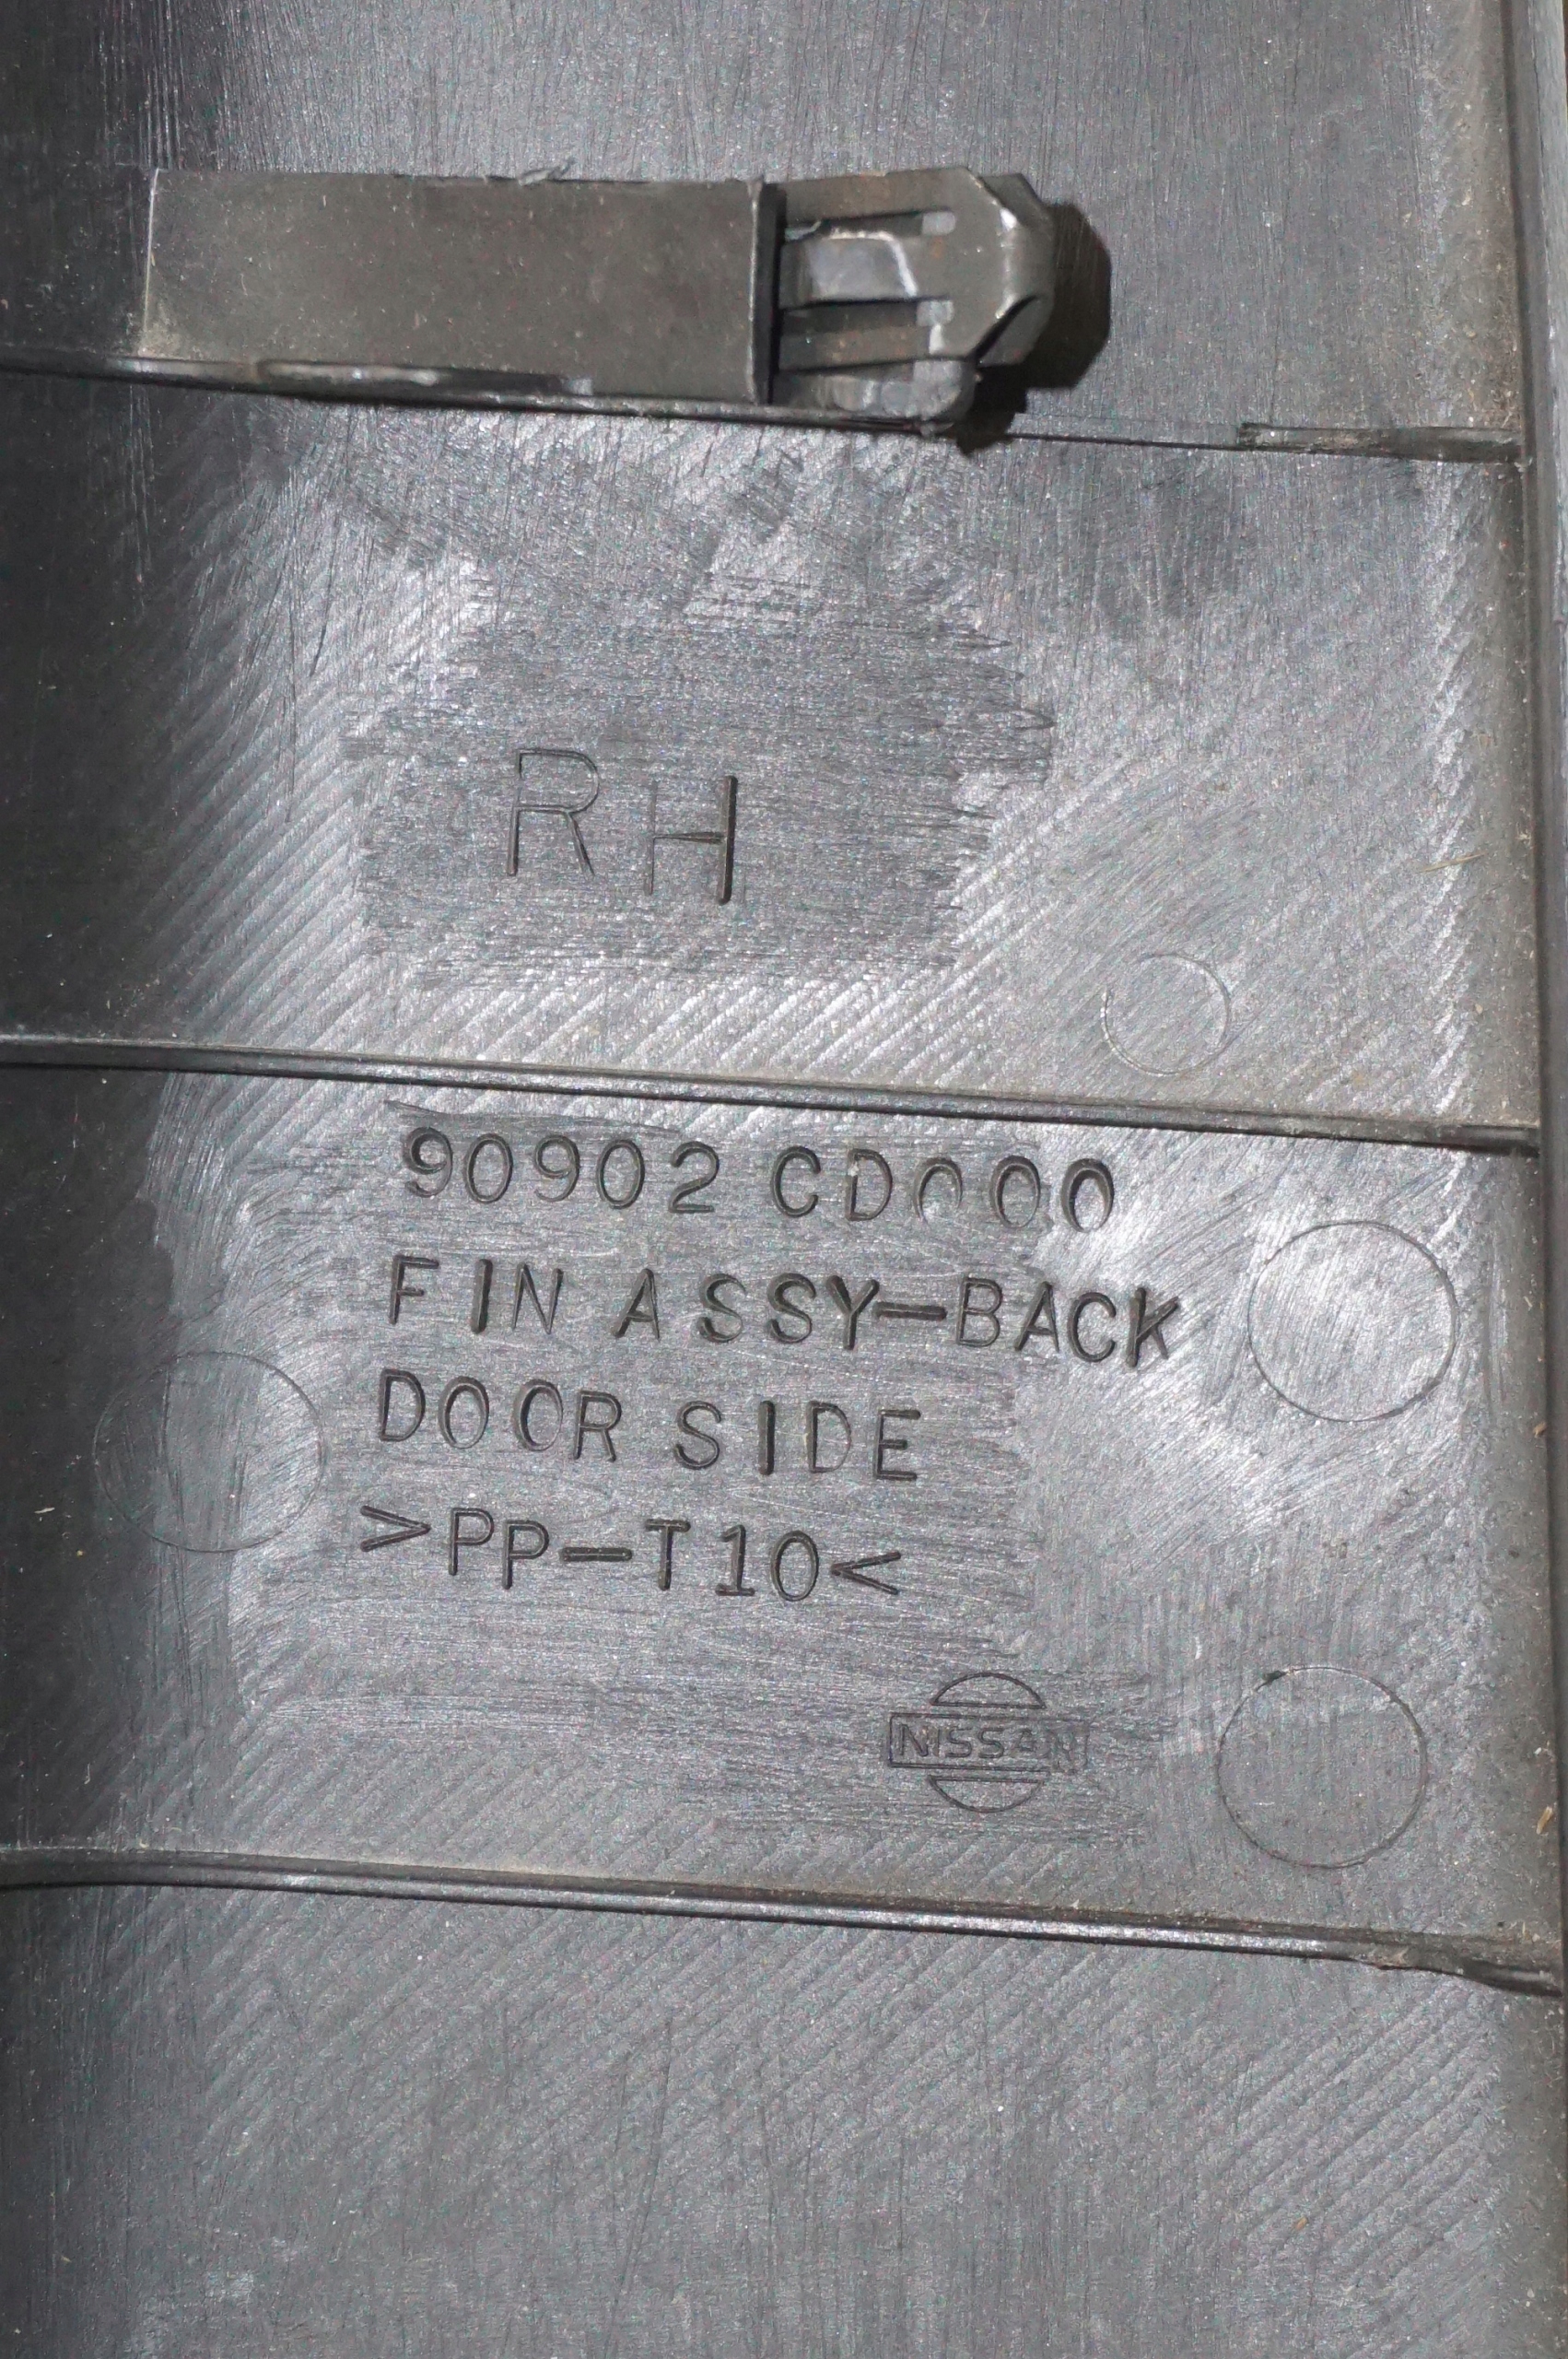 RH
90902 CD000
FIN ASSY-BACK
DOOR SIDE
>PP-T10<
NISSAN